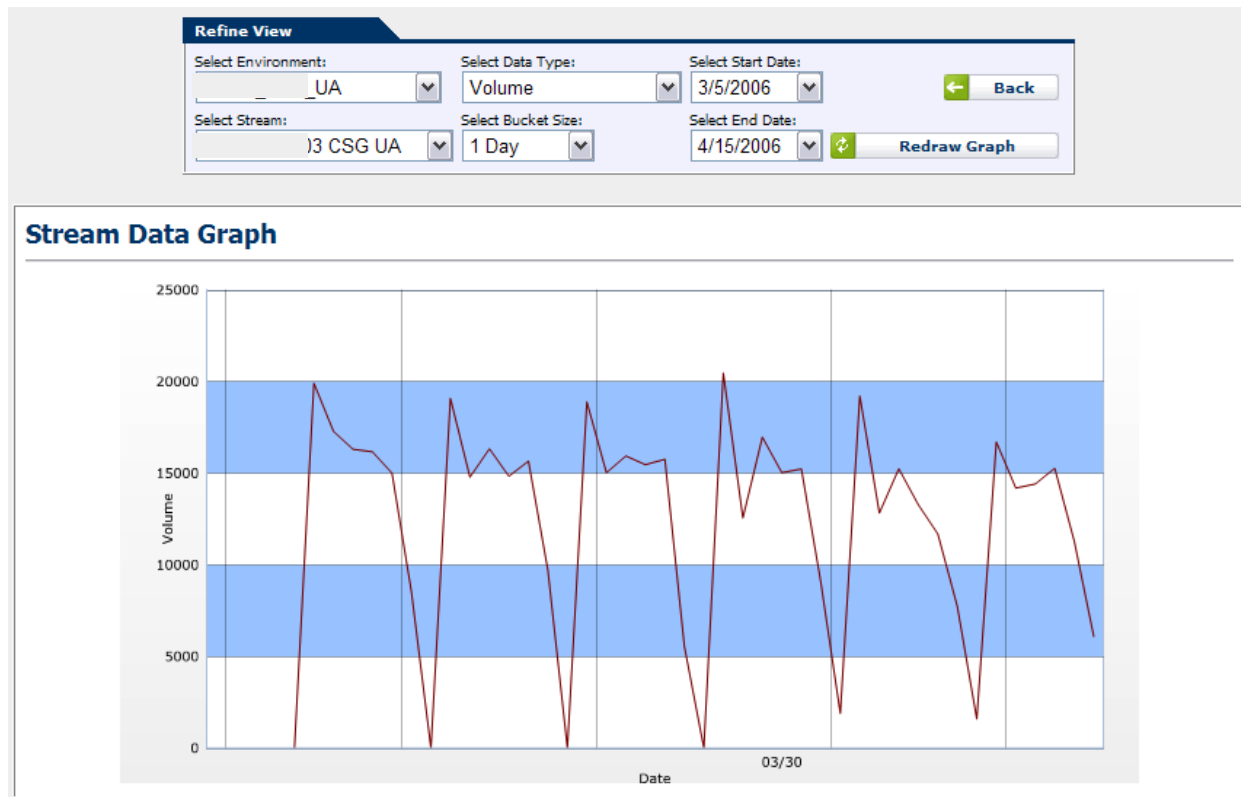 Refine View
Select Environment:
Select Data Type:
Select Start Date:
_ _UA
Volume
3/5/2006
Back
Select Stream:
Select Bucket Size:
Select End Date:
03 CSG UA
1 Day
4/15/2006
Redraw Graph
Stream Data Graph
25000
20000
15000
10000
5000
0
Volume
03/30
Date